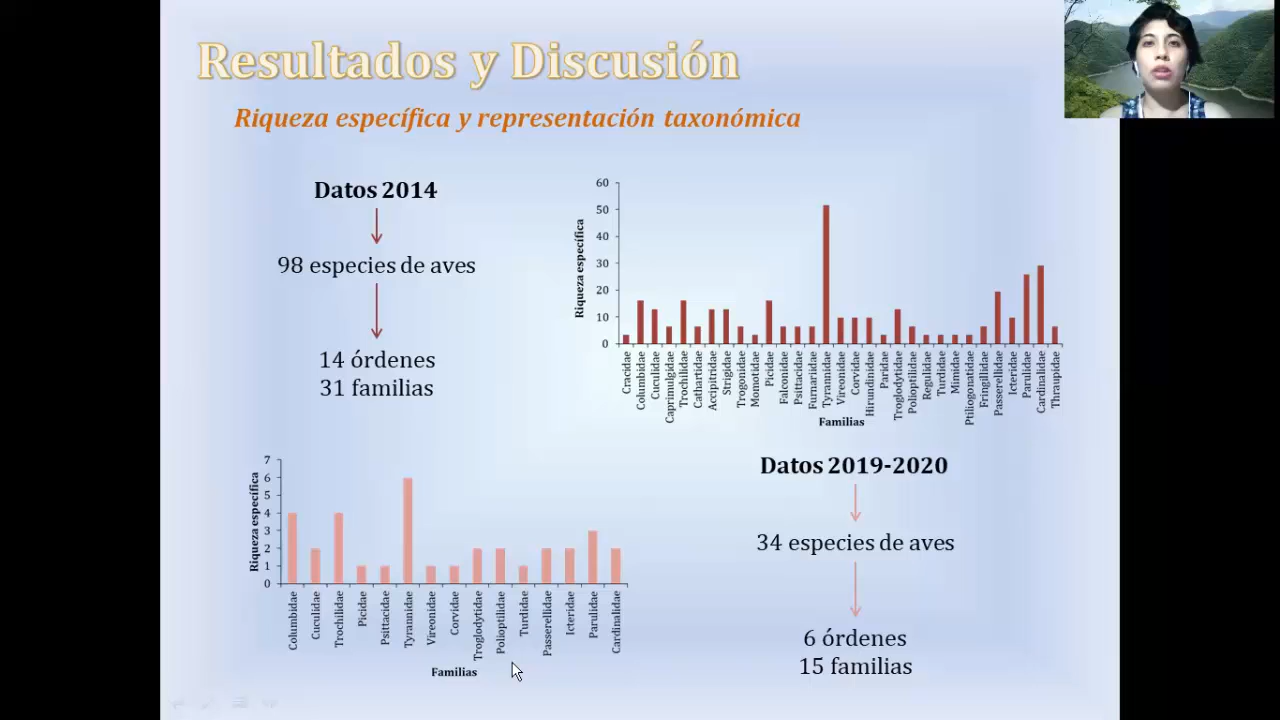 Resultados y Discusión
Riqueza específica y representación taxonómica
Datos 2014
98 especies de aves
14 órdenes
31 familias
Riqueza específica
60
50
40
30
20
10
0
Cracidae
Columbidae
Cuculidae
Caprimulgidae
Trochilidae
Cathartidae
Accipitridae
Strigidae
Trogonidae
Momotidae
Picidae
Falconidae
Psittacidae
Furnariidae
Tyrannidae
Vireonidae
Corvidae
Hirundinidae
Paridae
Troglodytidae
Polioptilidae
Regulidae
Turdidae
Mimidae
Ptiliogonatidae
Fringillidae
Passerellidae
Icteridae
Parulidae
Cardinalidae
Thraupidae
Familias
Riqueza específica
7
6
5
4
3
2
1
0
Columbidae
Cuculidae
Trochilidae
Picidae
Psittacidae
Tyrannidae
Vireonidae
Corvidae
Troglodytidae
Polioptilidae
Turdidae
Passerellidae
Icteridae
Parulidae
Cardinalidae
Familias
Datos 2019-2020
34 especies de aves
6 órdenes
15 familias